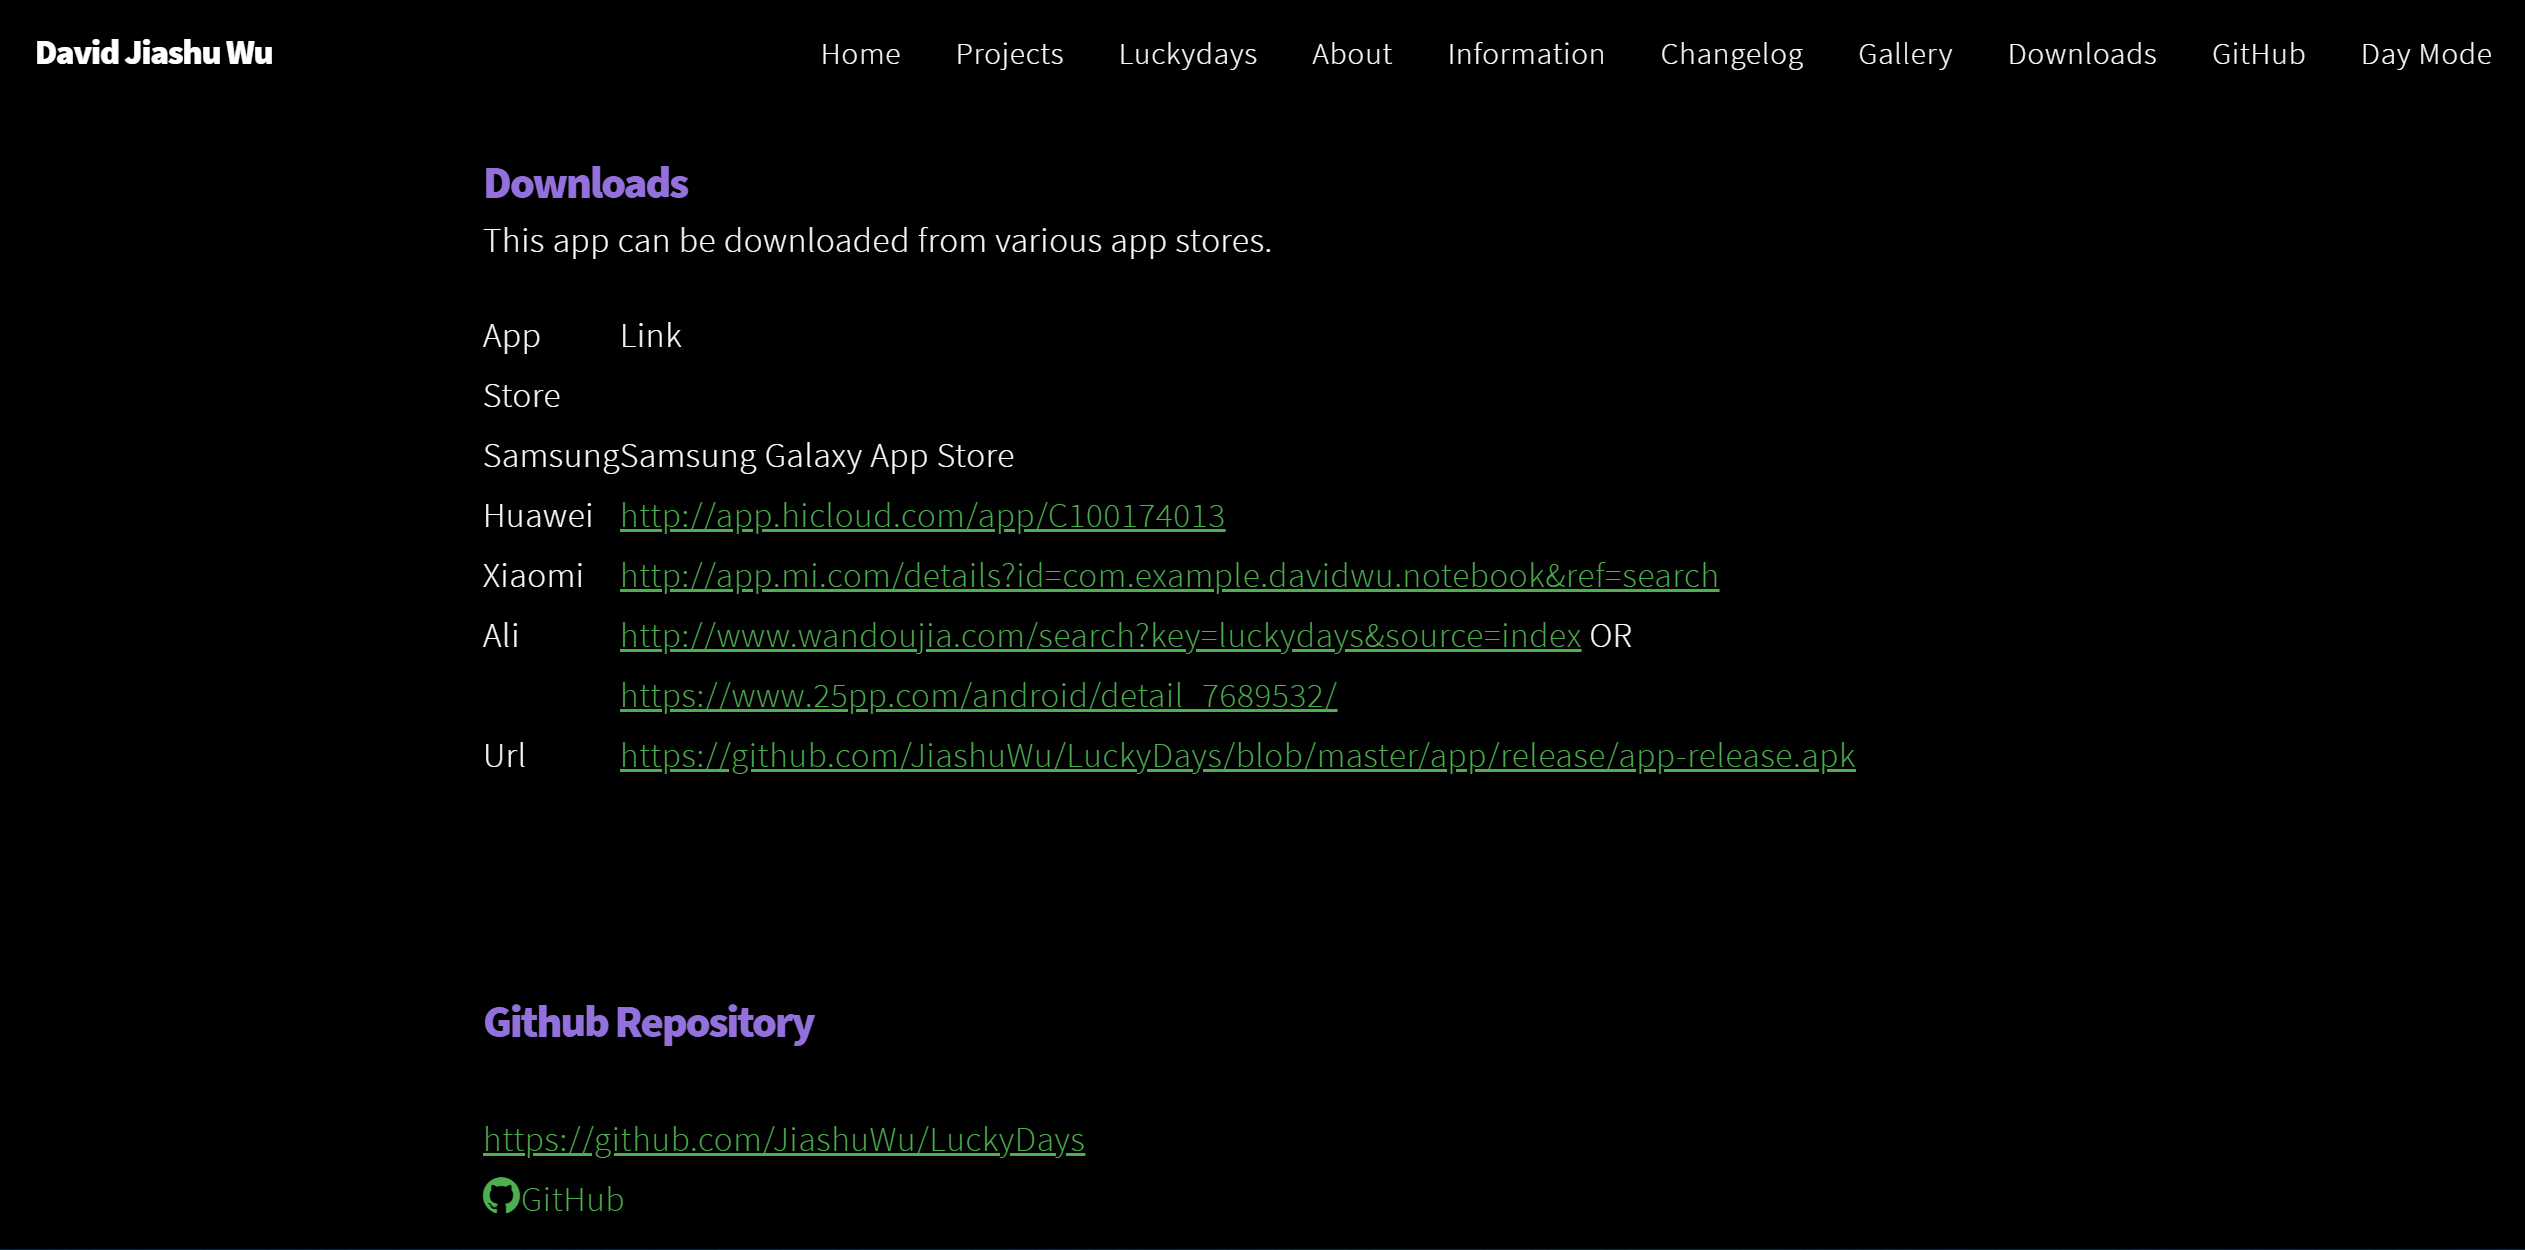 David Jiashu Wu Home Projects Luckydays About Information Changelog Gallery Downloads GitHub Day Mode
Downloads
This app can be downloaded from various app stores.
App Link
Store
Samsung Samsung Galaxy App Store
Huawei http://app.hicloud.com/app/C100174013
Xiaomi http://app.mi.com/details?id=com.example.davidwu.notebook&ref=search
Ali http://www.wandoujia.com/search?key=luckydays&source=index OR
https://www.25pp.com/android/detail_7689532/
Url https://github.com/JiashuWu/LuckyDays/blob/master/app/release/app-release.apk
Github Repository
https://github.com/JiashuWu/LuckyDays
GitHub